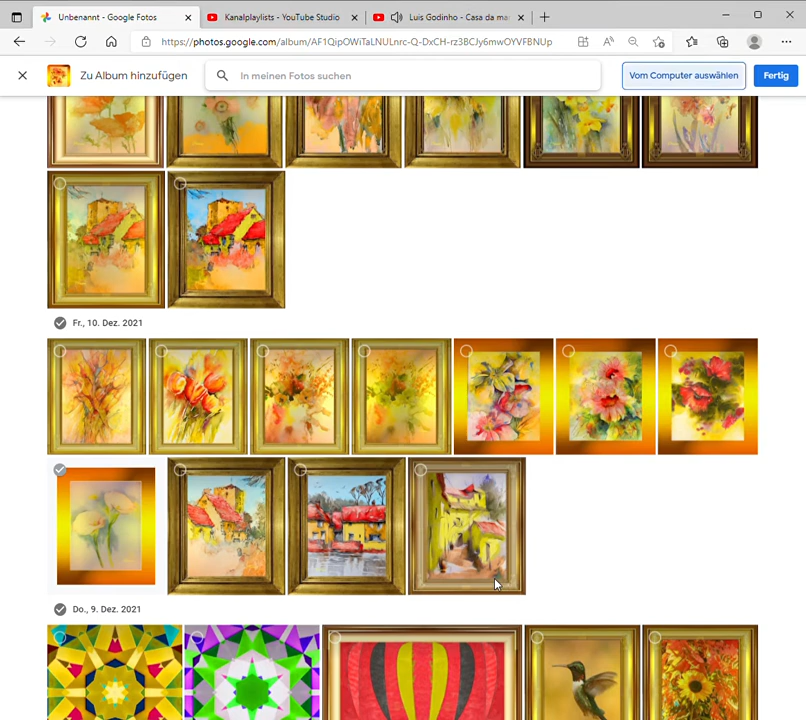 Unbenannt - Google Fotos
Kanalplaylists - YouTube Studio
Luis Godinho - Casa da ma
https://photos.google.com/album/AF1QipOWiTaLNULnrc-Q-DxCH-rz3BCJy6mwOYVFBNUp
Zu Album hinzufügen
In meinen Fotos suchen
Vom Computer auswählen
Fertig
Fr., 10. Dez. 2021
Do., 9. Dez. 2021